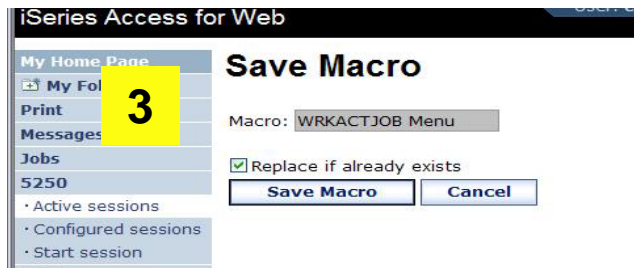 iSeries Access for Web
My Home Page
My Fol
3
Print
Messages
Jobs
5250
· Active sessions
· Configured sessions
· Start session
Save Macro
Macro: WRKACTJOB Menu
Replace if already exists
Save Macro Cancel